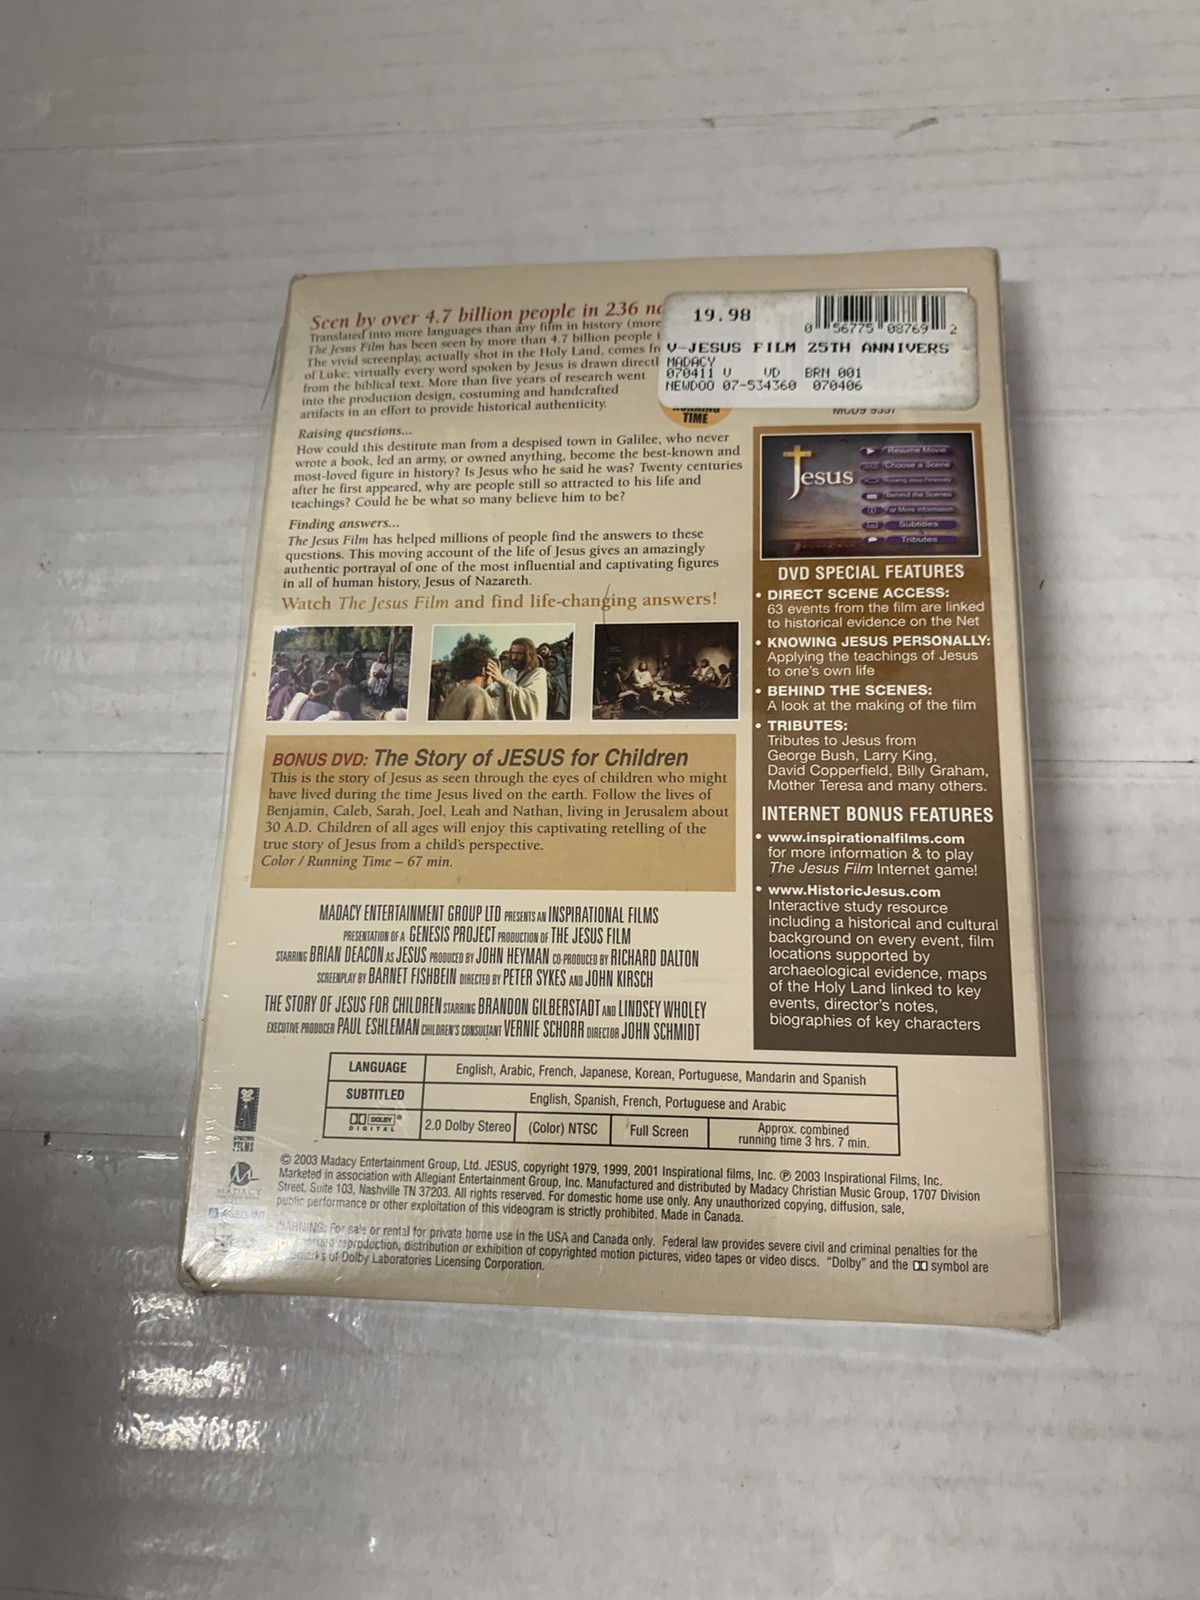 Seen by over 4.7 billion people in 236
Translated into more languages than any film in history (more
The Jesus Film has been seen by more than 4.7 billion people
The vivid screenplay, actually shot in the Holy Land, comes
of Luke; virtually every word spoken by Jesus is drawn
from the biblical text. More than five years of research went
into the production design, costuming and handcrafted
artifacts in an effort to provide historical authenticity.
19.98
0 56775 08769 2
V-JESUS FILM 25TH ANNIVERS
MADACY
070411 V VD BRN 001
NEWDOO 07-534360 070406
RUNNING
TIME
Raising questions...
How could this destitute man from a despised town in Galilee, who never
wrote a book, led an army, or owned anything, become the best-known and
most-loved figure in history? Is Jesus who he said he was? Twenty centuries
after he first appeared, why are people still so attracted to his life and
teachings? Could he be what so many believe him to be?
Finding answers...
The Jesus Film has helped millions of people find the answers to these
questions. This moving account of the life of Jesus gives an amazingly
authentic portrayal of one of the most influential and captivating figures
in all of human history, Jesus of Nazareth.
Watch The Jesus Film and find life-changing answers!
BONUS DVD: The Story of JESUS for Children
This is the story of Jesus as seen through the eyes of children who might
have lived during the time Jesus lived on the earth. Follow the lives of
Benjamin, Caleb, Sarah, Joel, Leah and Nathan, living in Jerusalem about
30 A.D. Children of all ages will enjoy this captivating retelling of the
true story of Jesus from a child's perspective.
Color / Running Time – 67 min.
Jesus
Resume Movie
Choose a Scene
Knowing Jesus Personally
Behind the Scenes
For More Information
Subtitles
Tributes
DVD SPECIAL FEATURES
• DIRECT SCENE ACCESS:
63 events from the film are linked
to historical evidence on the Net
• KNOWING JESUS PERSONALLY:
Applying the teachings of Jesus
to one's own life
• BEHIND THE SCENES:
A look at the making of the film
• TRIBUTES:
Tributes to Jesus from
George Bush, Larry King,
David Copperfield, Billy Graham,
Mother Teresa and many others.
INTERNET BONUS FEATURES
• www.inspirationalfilms.com
for more information & to play
The Jesus Film Internet game!
• www.HistoricJesus.com
Interactive study resource
including a historical and cultural
background on every event, film
locations supported by
archaeological evidence, maps
of the Holy Land linked to key
events, director's notes,
biographies of key characters
MADACY ENTERTAINMENT GROUP LTD PRESENTS AN INSPIRATIONAL FILMS
PRESENTATION OF A GENESIS PROJECT PRODUCTION OF THE JESUS FILM
STARRING BRIAN DEACON AS JESUS PRODUCED BY JOHN HEYMAN CO-PRODUCED BY RICHARD DALTON
SCREENPLAY BY BARNET FISHBEIN DIRECTED BY PETER SYKES AND JOHN KIRSCH
THE STORY OF JESUS FOR CHILDREN STARRING BRANDON GILBERSTADT AND LINDSEY WHOLEY
EXECUTIVE PRODUCER PAUL ESHLEMAN CHILDREN'S CONSULTANT VERNIE SCHORR DIRECTOR JOHN SCHMIDT
LANGUAGE English, Arabic, French, Japanese, Korean, Portuguese, Mandarin and Spanish
SUBTITLED English, Spanish, French, Portuguese and Arabic
DOLBY DIGITAL 2.0 Dolby Stereo (Color) NTSC Full Screen Approx. combined
running time 3 hrs. 7 min.
FILMS
MADACY
ALLEGIANT
© 2003 Madacy Entertainment Group, Ltd. JESUS, copyright 1979, 1999, 2001 Inspirational films, Inc. ℗ 2003 Inspirational Films, Inc.
Marketed in association with Allegiant Entertainment Group, Inc. Manufactured and distributed by Madacy Christian Music Group, 1707 Division
Street, Suite 103, Nashville TN 37203. All rights reserved. For domestic home use only. Any unauthorized copying, diffusion, sale,
public performance or other exploitation of this videogram is strictly prohibited. Made in Canada.
WARNING: For sale or rental for private home use in the USA and Canada only. Federal law provides severe civil and criminal penalties for the
reproduction, distribution or exhibition of copyrighted motion pictures, video tapes or video discs. "Dolby" and the symbol are
of Dolby Laboratories Licensing Corporation.